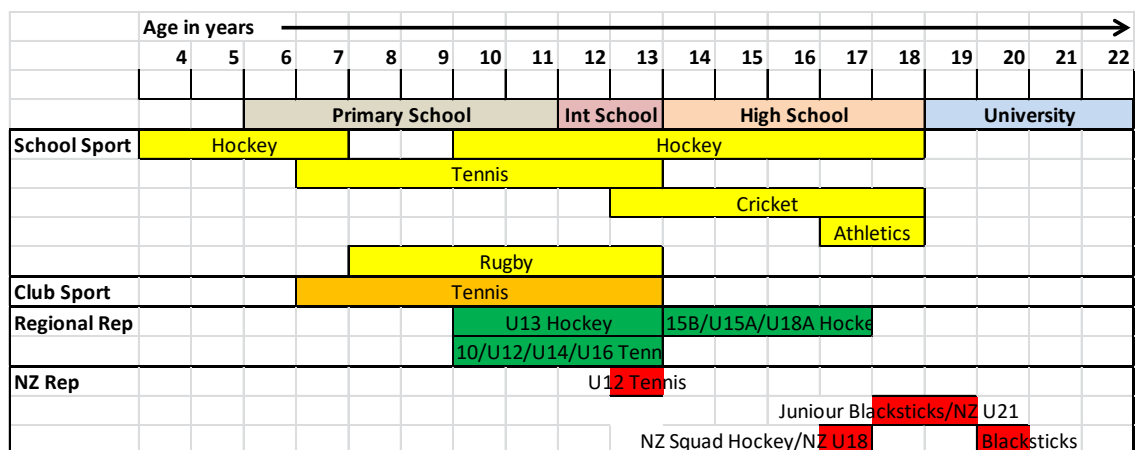 Age in years
4 5 6 7 8 9 10 11 12 13 14 15 16 17 18 19 20 21 22
Primary School Int School High School University
School Sport Hockey Hockey
Tennis
Cricket
Athletics
Rugby
Club Sport Tennis
Regional Rep U13 Hockey 15B/U15A/U18A Hocke
10/U12/U14/U16 Tenn
NZ Rep U12 Tennis
Juniour Blacksticks/NZ U21
NZ Squad Hockey/NZ U18 Blacksticks